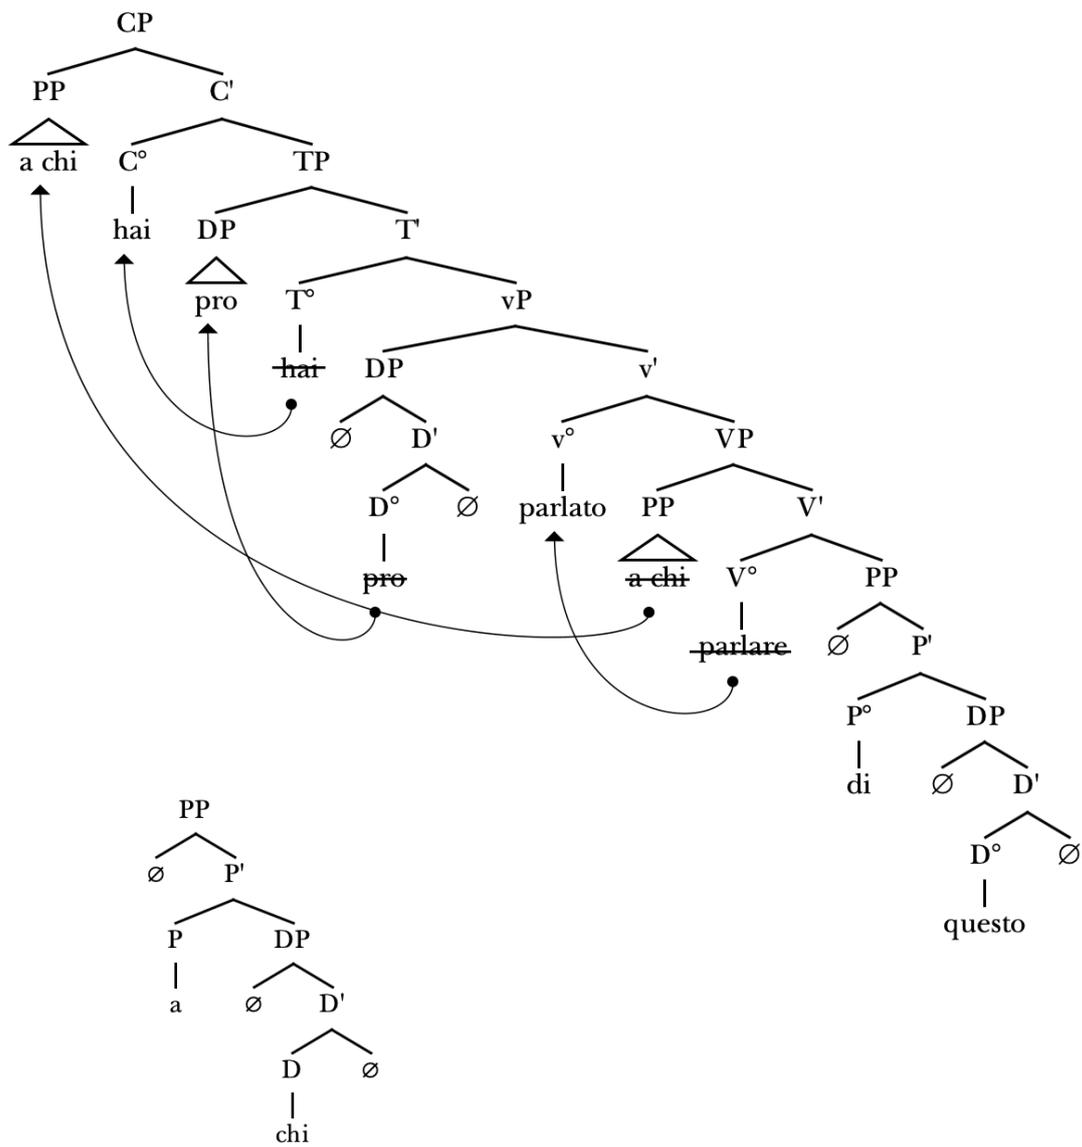 CP
PP C'
a chi C° TP
hai DP T'
pro T° vP
hai DP v'
∅ D' v° VP
D° ∅ parlato PP V'
pro a chi V° PP
parlare ∅ P'
P° DP
di ∅ D'
PP
D° ∅
∅ P'
questo
P DP
a ∅ D'
D ∅
chi